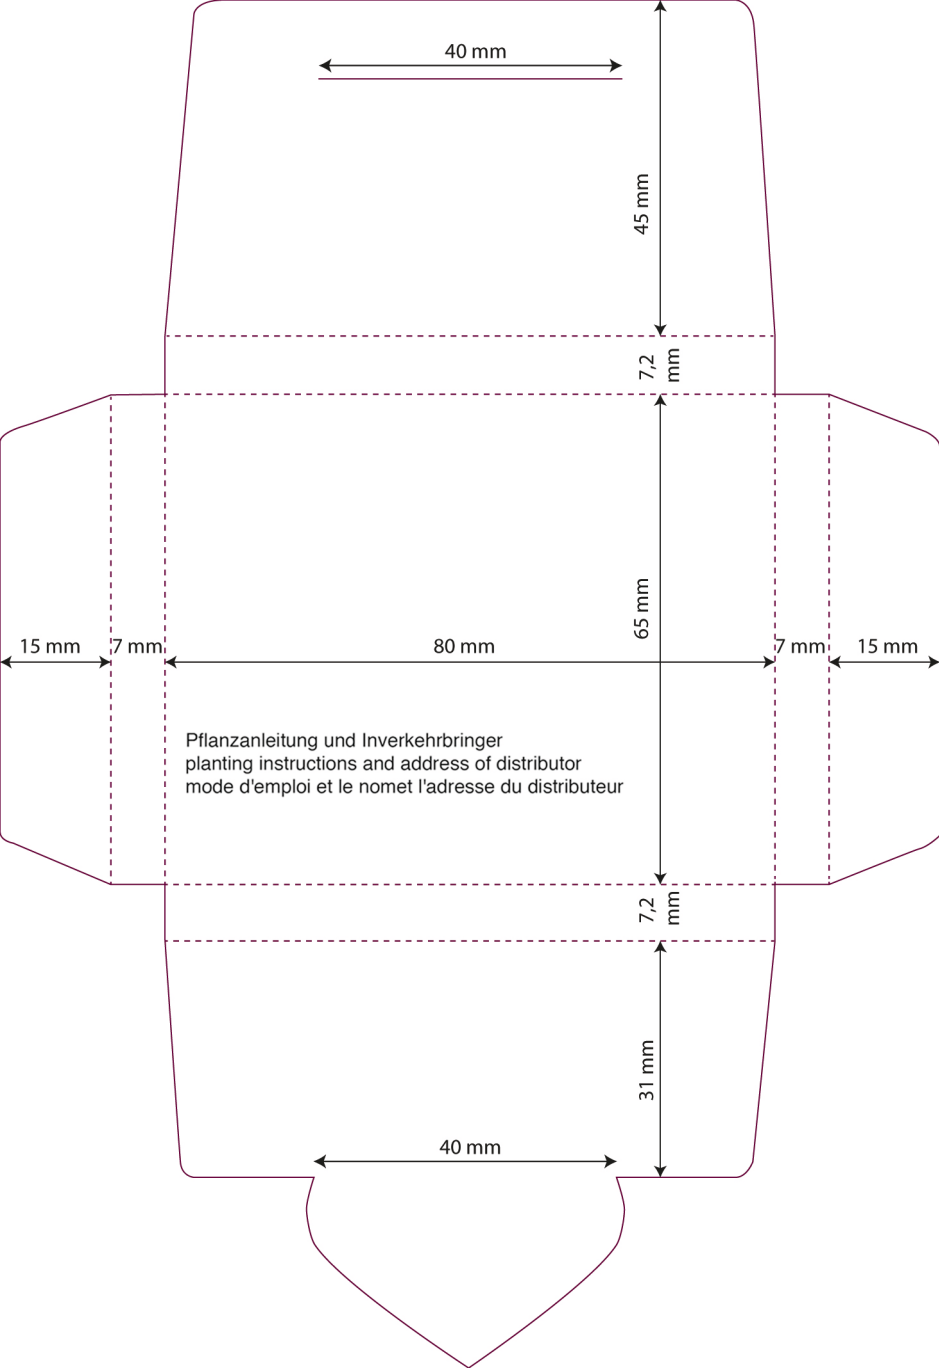 40 mm
45 mm
7,2
mm
65 mm
15 mm
7 mm
80 mm
7 mm
15 mm
Pflanzanleitung und Inverkehrbringer
planting instructions and address of distributor
mode d'emploi et le nomet l'adresse du distributeur
7,2
mm
31 mm
40 mm